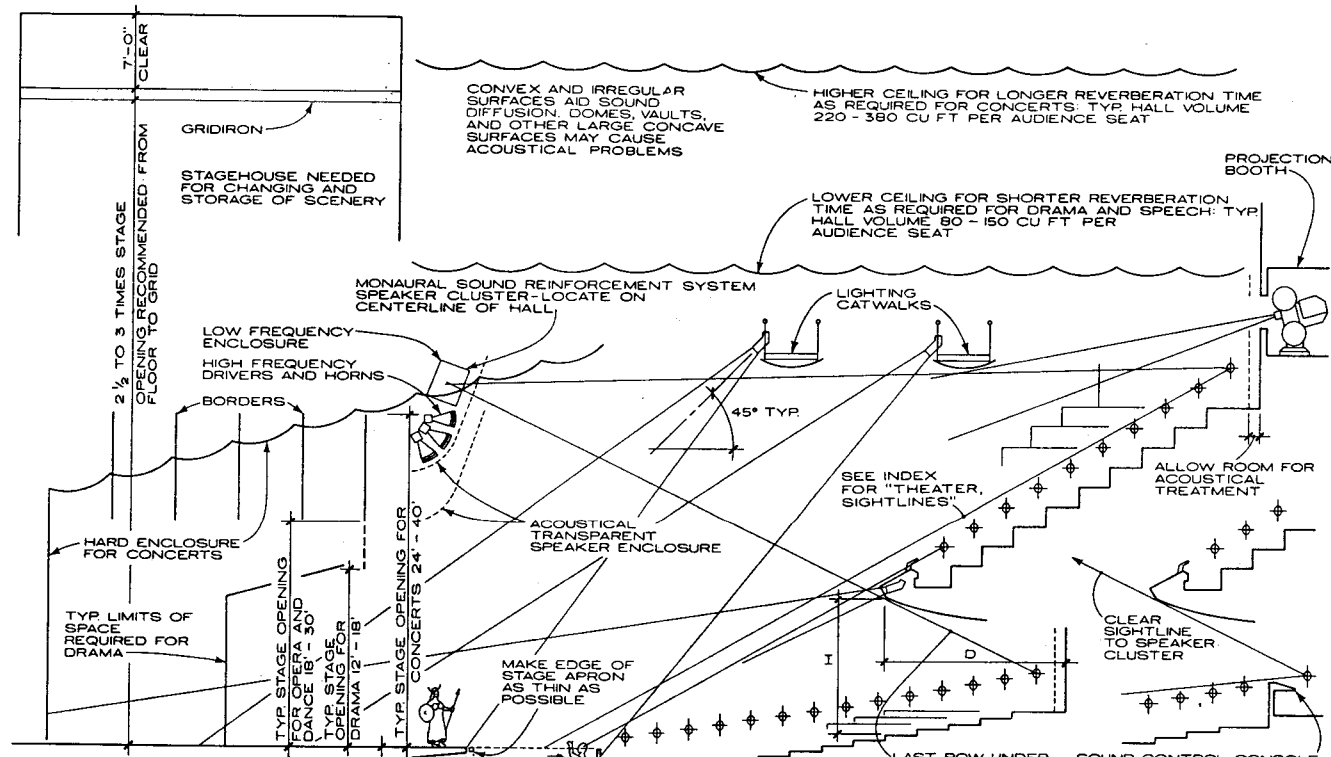 7'-0"
CLEAR
CONVEX AND IRREGULAR
SURFACES AID SOUND
DIFFUSION. DOMES, VAULTS,
AND OTHER LARGE CONCAVE
SURFACES MAY CAUSE
ACOUSTICAL PROBLEMS
HIGHER CEILING FOR LONGER REVERBERATION TIME
AS REQUIRED FOR CONCERTS: TYP. HALL VOLUME
220 - 380 CU FT PER AUDIENCE SEAT
GRIDIRON
STAGEHOUSE NEEDED
FOR CHANGING AND
STORAGE OF SCENERY
PROJECTION
BOOTH
LOWER CEILING FOR SHORTER REVERBERATION
TIME AS REQUIRED FOR DRAMA AND SPEECH: TYP.
HALL VOLUME 80 - 150 CU FT PER
AUDIENCE SEAT
2 1/2 TO 3 TIMES STAGE
OPENING RECOMMENDED FROM
FLOOR TO GRID
MONAURAL SOUND REINFORCEMENT SYSTEM
SPEAKER CLUSTER-LOCATE ON
CENTERLINE OF HALL
LIGHTING
CATWALKS
LOW FREQUENCY
ENCLOSURE
HIGH FREQUENCY
DRIVERS AND HORNS
BORDERS
45° TYP.
SEE INDEX
FOR "THEATER,
SIGHTLINES"
ALLOW ROOM FOR
ACOUSTICAL
TREATMENT
HARD ENCLOSURE
FOR CONCERTS
ACOUSTICAL
TRANSPARENT
SPEAKER ENCLOSURE
TYP. LIMITS OF
SPACE
REQUIRED FOR
DRAMA
TYP. STAGE OPENING
FOR OPERA AND
DANCE 18' - 30'
TYP. STAGE
OPENING FOR
DRAMA 12' - 18'
TYP. STAGE OPENING FOR
CONCERTS 24' - 40'
MAKE EDGE OF
STAGE APRON
AS THIN AS
POSSIBLE
H
D
CLEAR
SIGHTLINE
TO SPEAKER
CLUSTER
LAST ROW UNDER
SOUND CONTROL CONSOLE